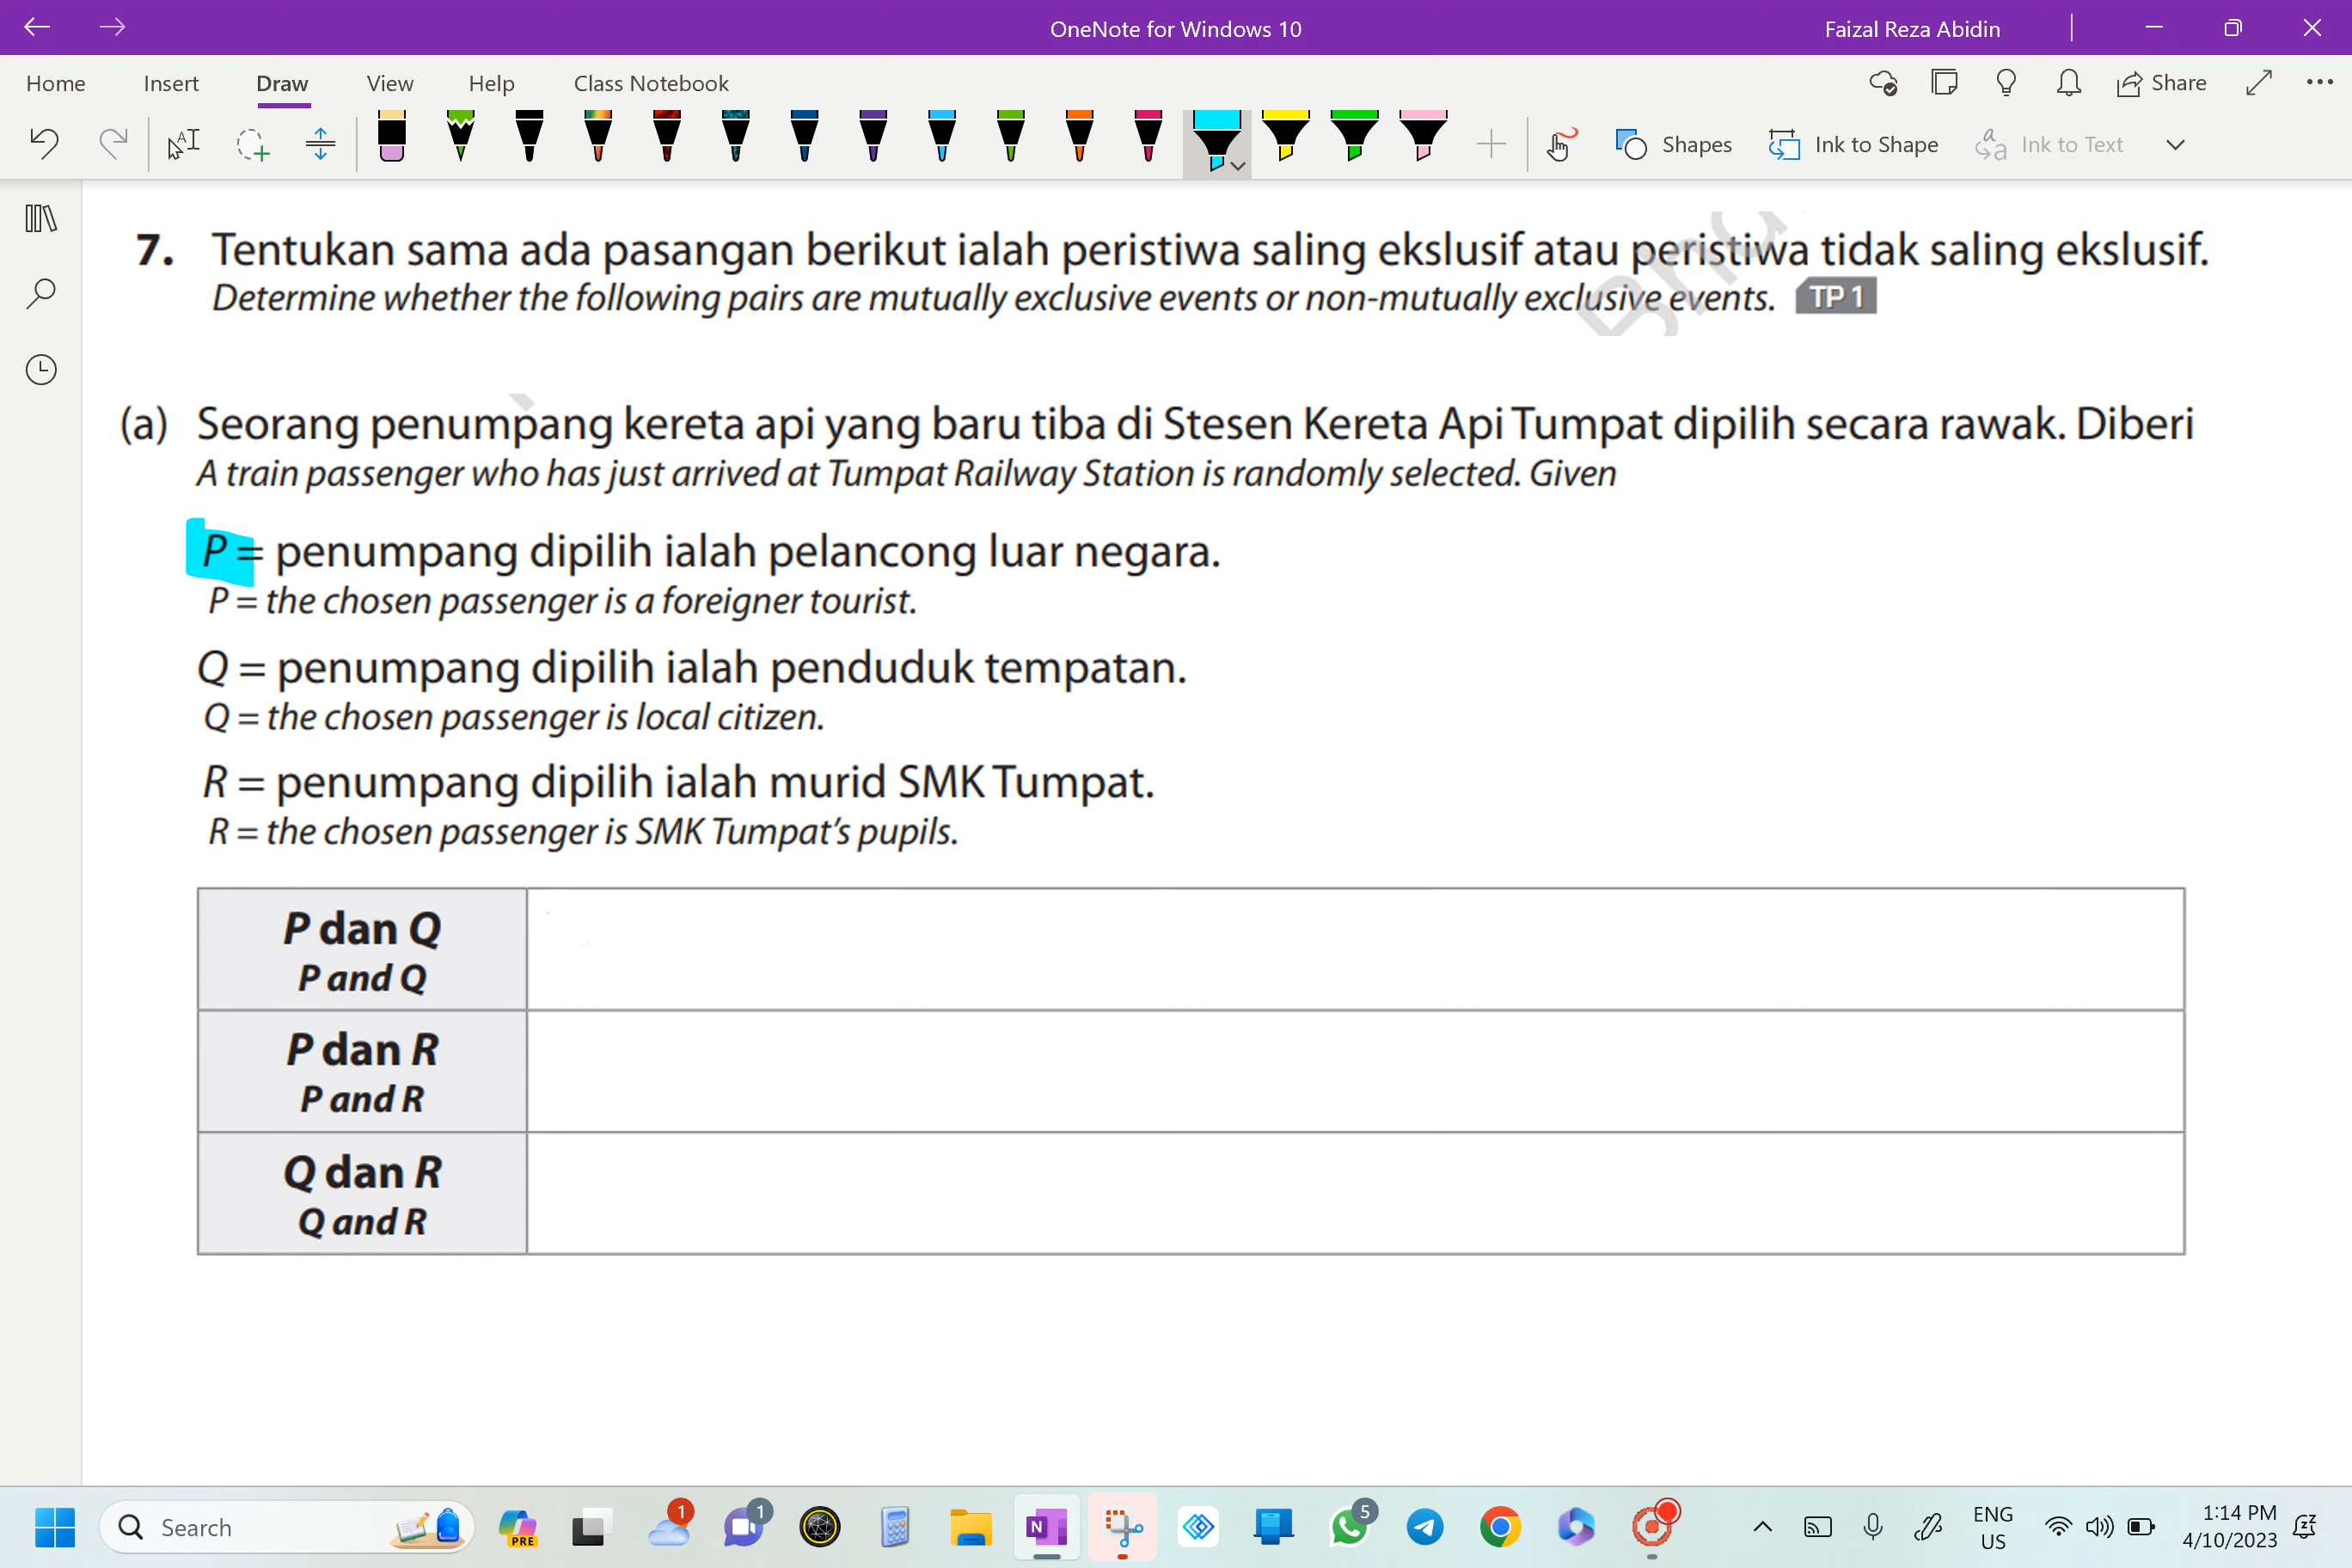 OneNote for Windows 10
Faizal Reza Abidin
Home Insert Draw View Help Class Notebook
Share
Shapes Ink to Shape Ink to Text
7. Tentukan sama ada pasangan berikut ialah peristiwa saling ekslusif atau peristiwa tidak saling ekslusif.
Determine whether the following pairs are mutually exclusive events or non-mutually exclusive events. TP 1
(a) Seorang penumpang kereta api yang baru tiba di Stesen Kereta Api Tumpat dipilih secara rawak. Diberi
A train passenger who has just arrived at Tumpat Railway Station is randomly selected. Given
P = penumpang dipilih ialah pelancong luar negara.
P = the chosen passenger is a foreigner tourist.
Q = penumpang dipilih ialah penduduk tempatan.
Q = the chosen passenger is local citizen.
R = penumpang dipilih ialah murid SMK Tumpat.
R = the chosen passenger is SMK Tumpat's pupils.
P dan Q
P and Q
P dan R
P and R
Q dan R
Q and R
Search
PRE
1
1
N
5
ENG
US
1:14 PM
4/10/2023